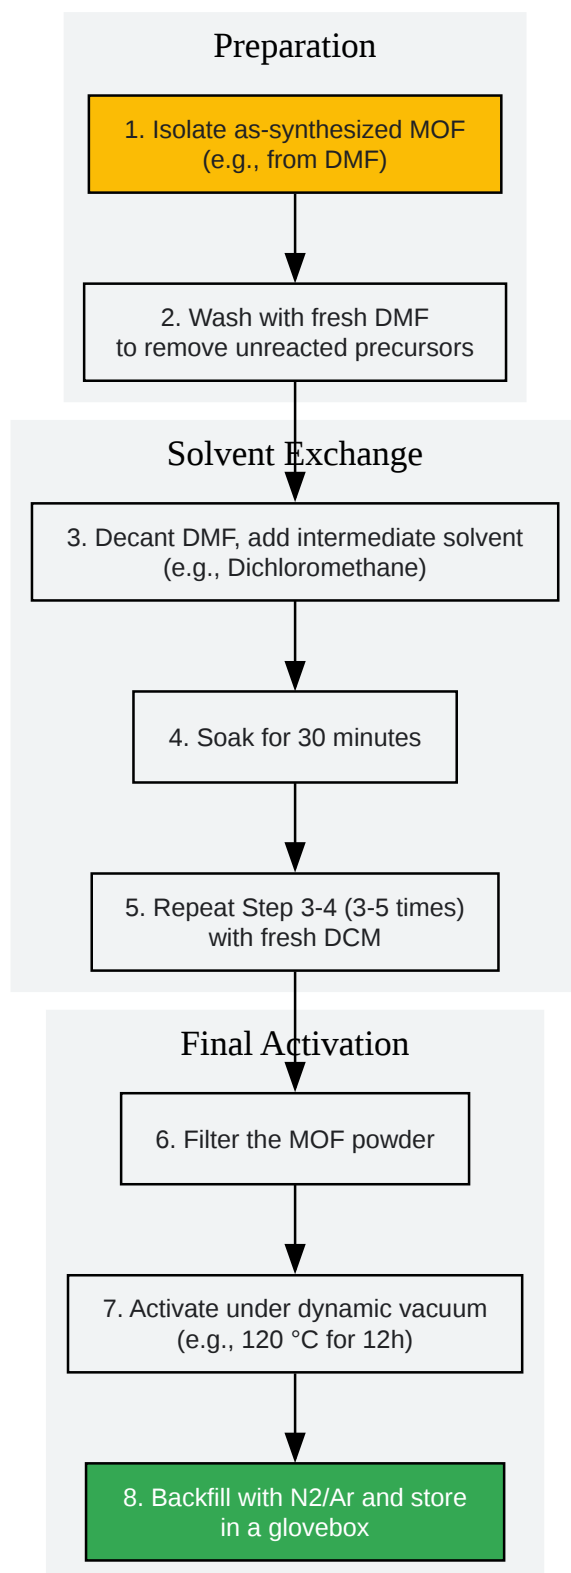 Preparation
1. Isolate as-synthesized MOF
(e.g., from DMF)
2. Wash with fresh DMF
to remove unreacted precursors
Solvent Exchange
3. Decant DMF, add intermediate solvent
(e.g., Dichloromethane)
4. Soak for 30 minutes
5. Repeat Step 3-4 (3-5 times)
with fresh DCM
Final Activation
6. Filter the MOF powder
7. Activate under dynamic vacuum
(e.g., 120 °C for 12h)
8. Backfill with N2/Ar and store
in a glovebox